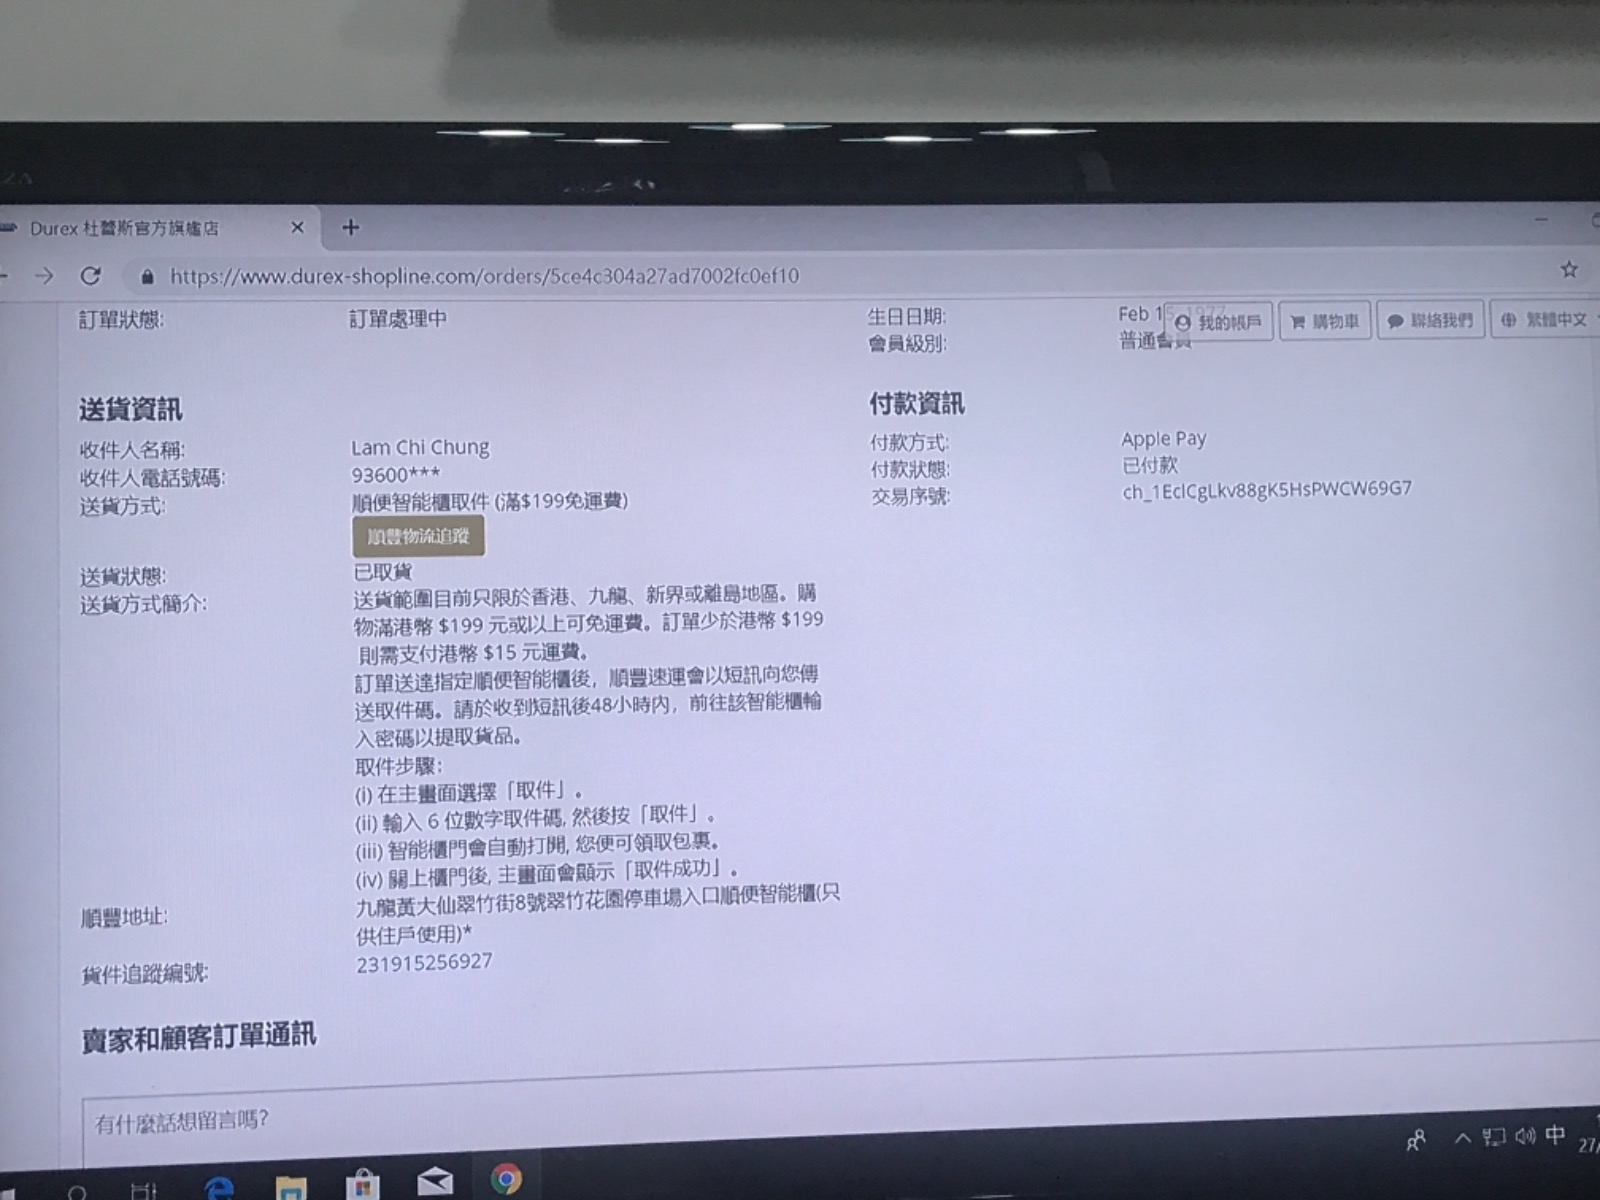 Durex 杜蕾斯官方旗艦店
https://www.durex-shopline.com/orders/5ce4c304a27ad7002fc0ef10
我的帳戶
購物車
聯絡我們
繁體中文
訂單狀態: 訂單處理中
生日日期: Feb 15, 1977
會員級別: 普通會員
送貨資訊
收件人名稱: Lam Chi Chung
收件人電話號碼: 93600***
送貨方式: 順便智能櫃取件 (滿$199免運費)
順豐物流追蹤
送貨狀態: 已取貨
送貨方式簡介: 送貨範圍目前只限於香港、九龍、新界或離島地區。購
物滿港幣 $199 元或以上可免運費。訂單少於港幣 $199
則需支付港幣 $15 元運費。
訂單送達指定順便智能櫃後，順豐速運會以短訊向您傳
送取件碼。請於收到短訊後48小時內，前往該智能櫃輸
入密碼以提取貨品。
取件步驟:
(i) 在主畫面選擇「取件」。
(ii) 輸入 6 位數字取件碼, 然後按「取件」。
(iii) 智能櫃門會自動打開, 您便可領取包裹。
(iv) 關上櫃門後, 主畫面會顯示「取件成功」。
順豐地址: 九龍黃大仙翠竹街8號翠竹花園停車場入口順便智能櫃(只
供住戶使用)*
貨件追蹤編號: 231915256927
付款資訊
付款方式: Apple Pay
付款狀態: 已付款
交易序號: ch_1EclCgLkv88gK5HsPWCW69G7
賣家和顧客訂單通訊
有什麼話想留言嗎?
中
27/